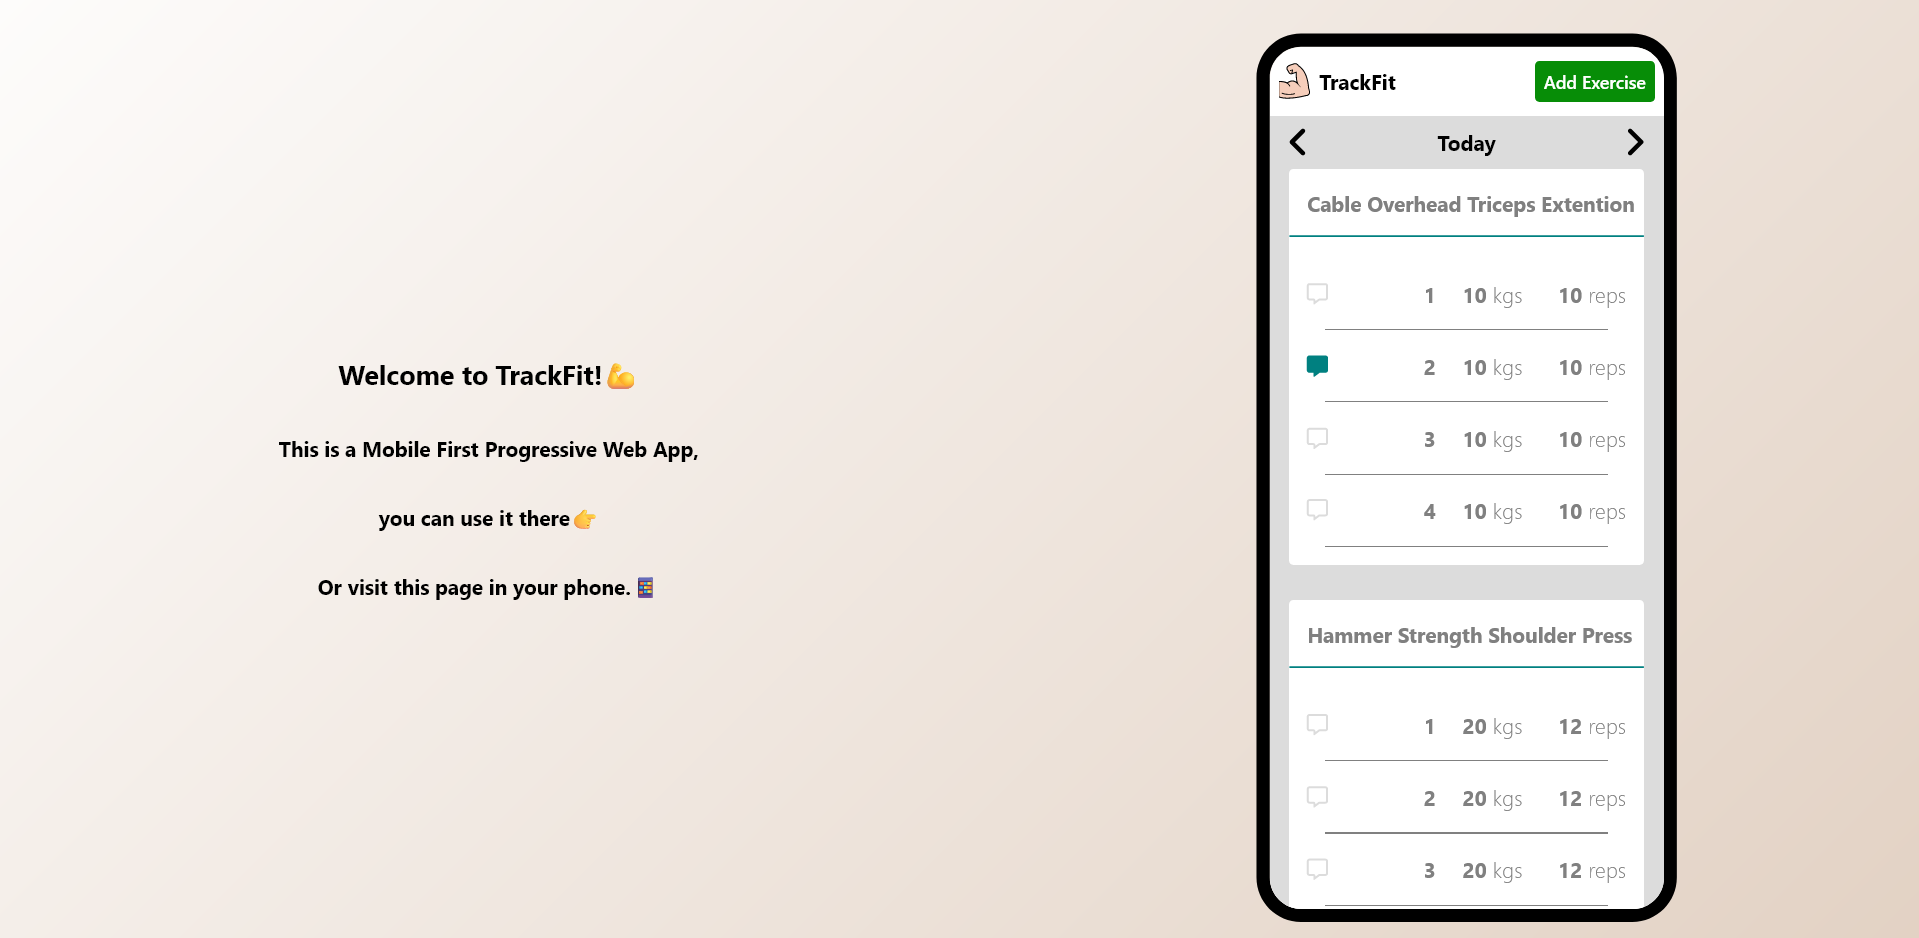 Welcome to TrackFit!💪
This is a Mobile First Progressive Web App,
you can use it there👉
Or visit this page in your phone.📱
TrackFit
Add Exercise
Today
Cable Overhead Triceps Extention
1 10 kgs 10 reps
2 10 kgs 10 reps
3 10 kgs 10 reps
4 10 kgs 10 reps
Hammer Strength Shoulder Press
1 20 kgs 12 reps
2 20 kgs 12 reps
3 20 kgs 12 reps